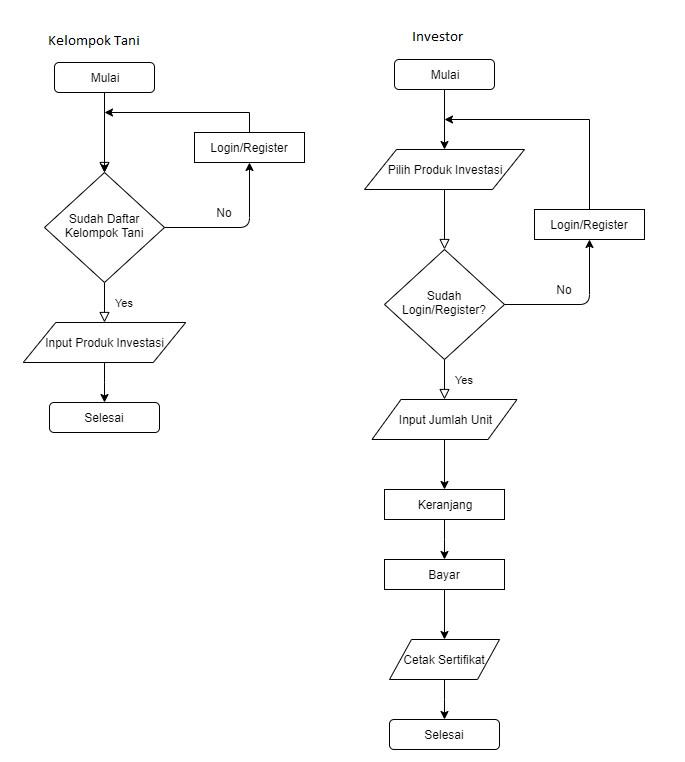 Kelompok Tani
Mulai
Login/Register
Sudah Daftar
Kelompok Tani
No
Yes
Input Produk Investasi
Selesai
Investor
Mulai
Pilih Produk Investasi
Login/Register
Sudah
Login/Register?
No
Yes
Input Jumlah Unit
Keranjang
Bayar
Cetak Sertifikat
Selesai